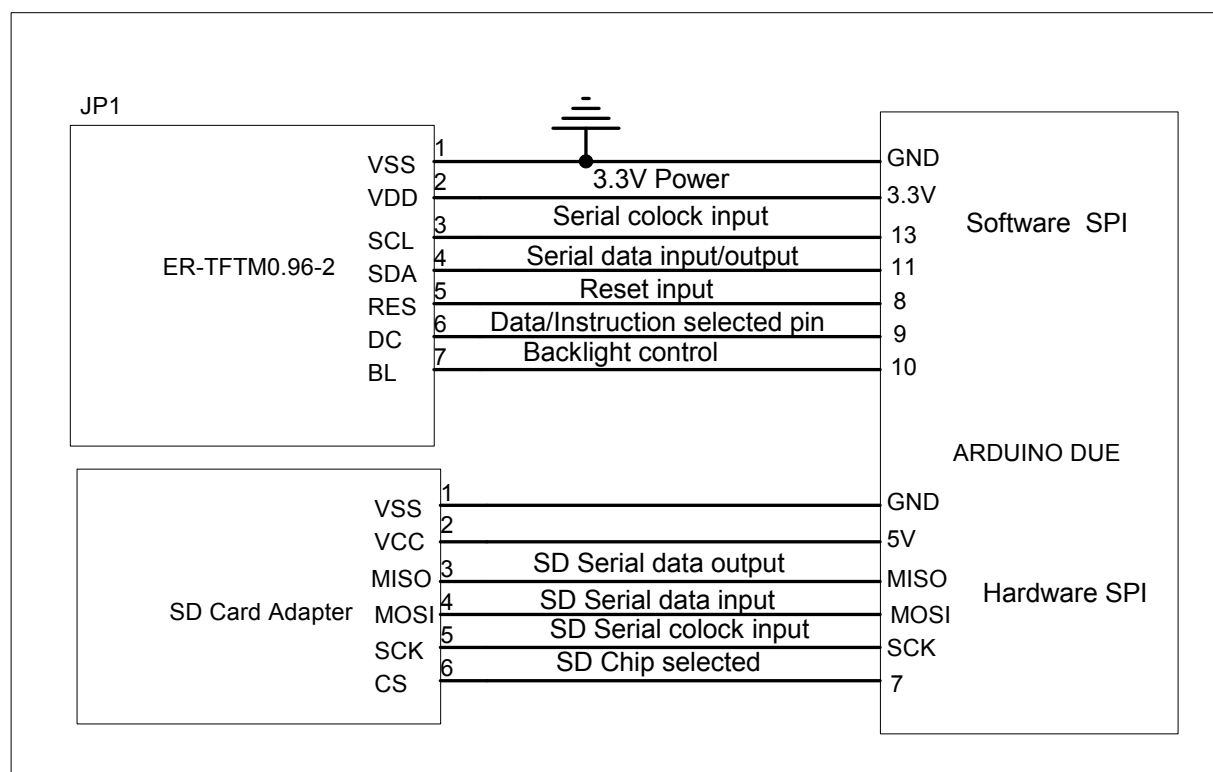 JP1
ER-TFTM0.96-2
VSS 1 GND
VDD 2 3.3V Power 3.3V
SCL 3 Serial colock input 13
SDA 4 Serial data input/output 11
RES 5 Reset input 8
DC 6 Data/Instruction selected pin 9
BL 7 Backlight control 10
Software SPI
ARDUINO DUE
SD Card Adapter
VSS 1 GND
VCC 2 5V
MISO 3 SD Serial data output MISO
MOSI 4 SD Serial data input MOSI
SCK 5 SD Serial colock input SCK
CS 6 SD Chip selected 7
Hardware SPI